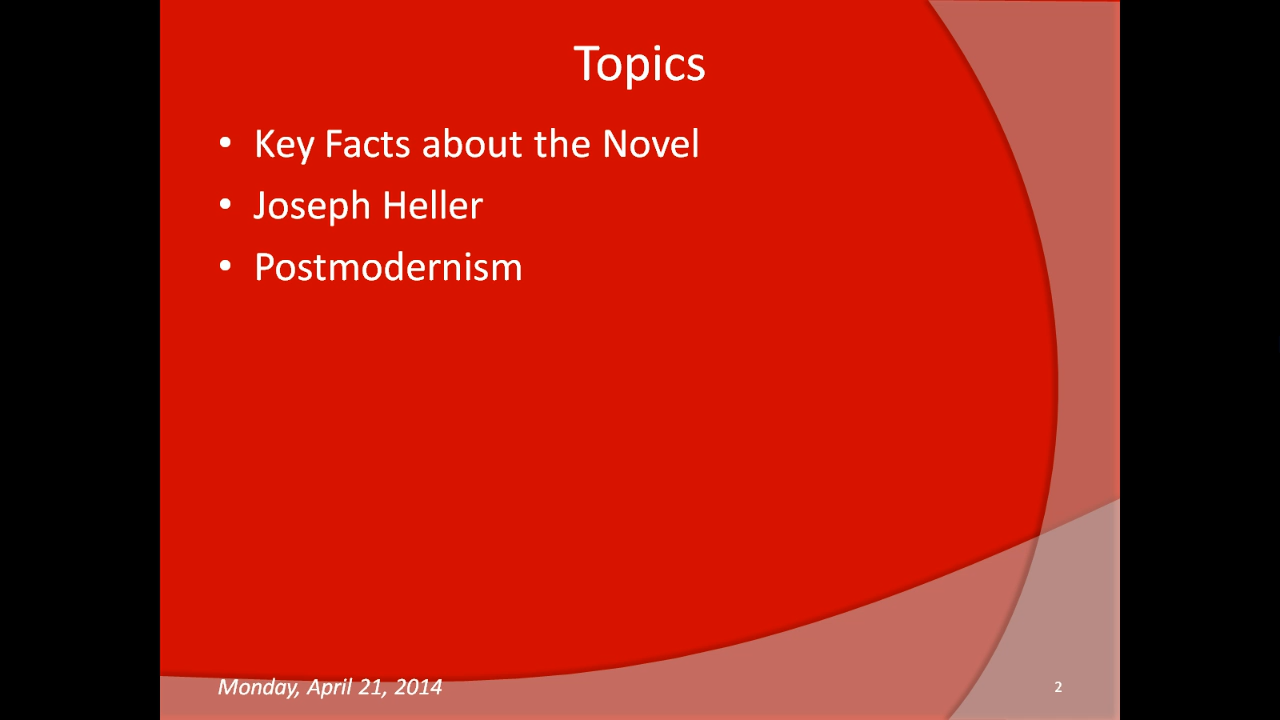 Topics
• Key Facts about the Novel
• Joseph Heller
• Postmodernism
Monday, April 21, 2014
2